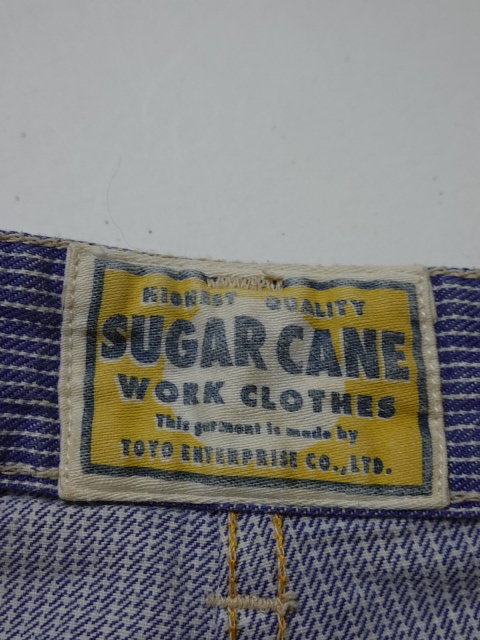 HIGHEST QUALITY
SUGAR CANE
WORK CLOTHES
This garment is made by
TOYO ENTERPRISE CO., LTD.